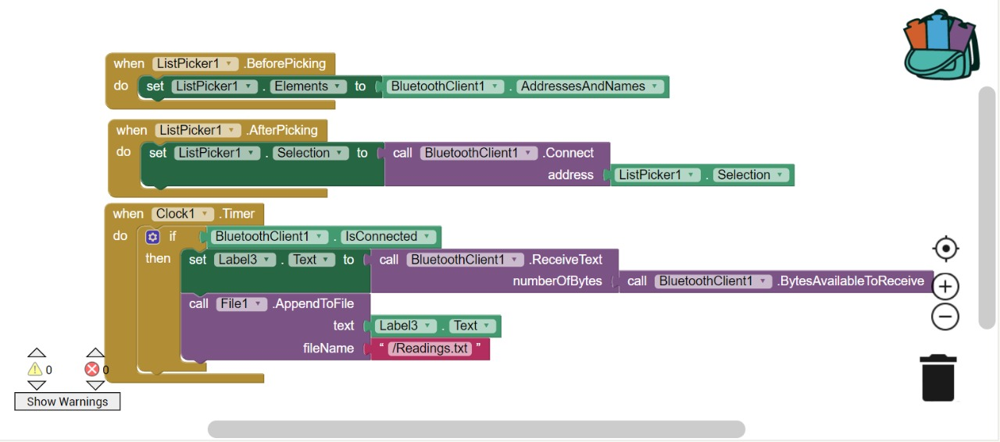 when ListPicker1 .BeforePicking
do set ListPicker1 . Elements to BluetoothClient1 . AddressesAndNames
when ListPicker1 .AfterPicking
do set ListPicker1 . Selection to call BluetoothClient1 .Connect
address ListPicker1 . Selection
when Clock1 .Timer
do if BluetoothClient1 . IsConnected
then set Label3 . Text to call BluetoothClient1 .ReceiveText
numberOfBytes call BluetoothClient1 .BytesAvailableToReceive
call File1 .AppendToFile
text Label3 . Text
fileName “ /Readings.txt ”
0 0
Show Warnings